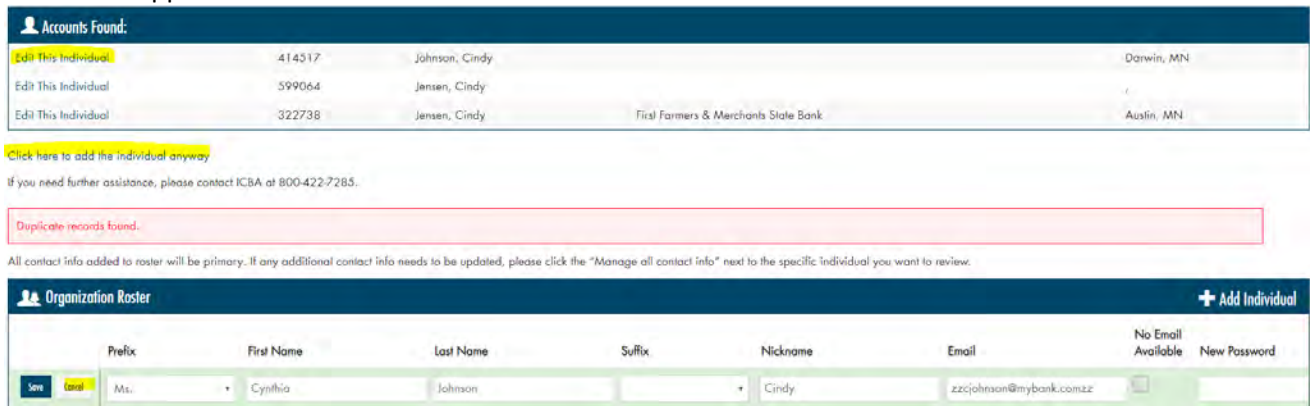 Accounts Found:
Edit This Individual 414517 Johnson, Cindy Darwin, MN
Edit This Individual 599064 Jensen, Cindy ,
Edit This Individual 322738 Jensen, Cindy First Farmers & Merchants State Bank Austin, MN
Click here to add the individual anyway
If you need further assistance, please contact ICBA at 800-422-7285.
Duplicate records found.
All contact info added to roster will be primary. If any additional contact info needs to be updated, please click the "Manage all contact info" next to the specific individual you want to review.
Organization Roster + Add Individual
Prefix First Name Last Name Suffix Nickname Email No Email Available New Password
Save Cancel Ms. Cynthia Johnson Cindy zzcjohnson@mybank.comzz